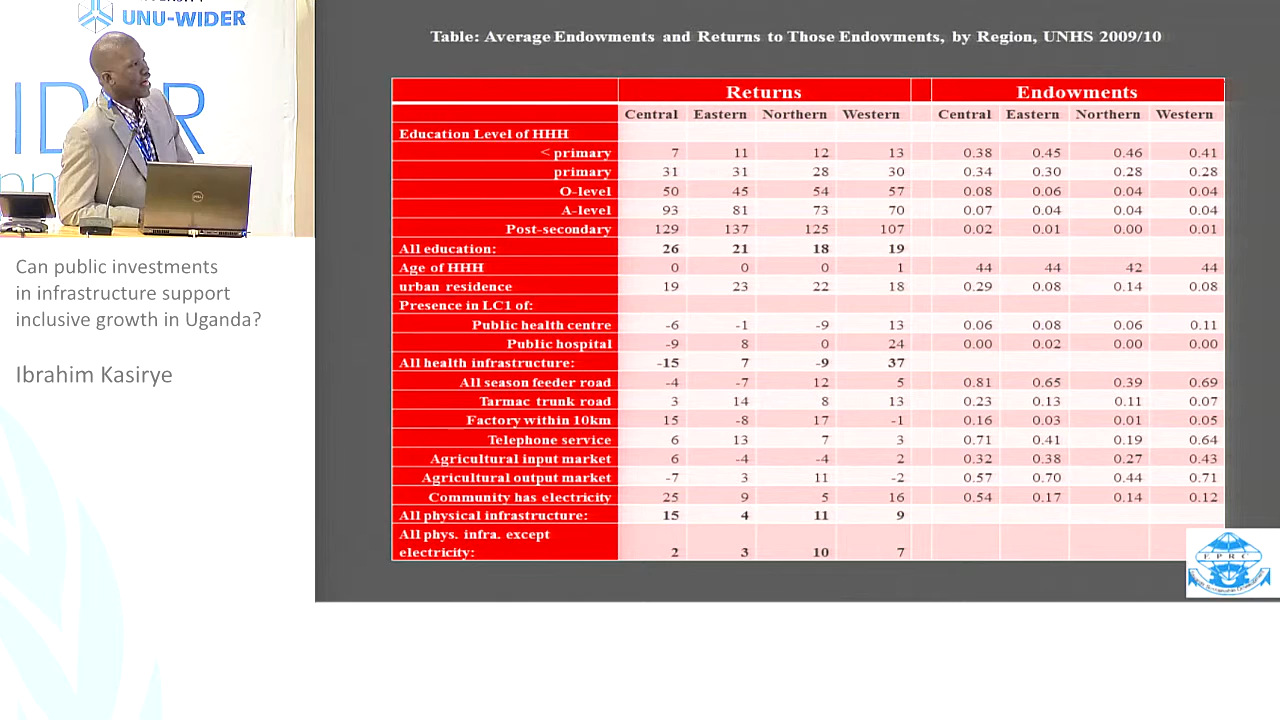 UNU-WIDER
IDER
Can public investments
in infrastructure support
inclusive growth in Uganda?
Ibrahim Kasirye
Table: Average Endowments and Returns to Those Endowments, by Region, UNHS 2009/10
Returns Endowments
Central Eastern Northern Western Central Eastern Northern Western
Education Level of HHH
< primary 7 11 12 13 0.38 0.45 0.46 0.41
primary 31 31 28 30 0.34 0.30 0.28 0.28
O-level 50 45 54 57 0.08 0.06 0.04 0.04
A-level 93 81 73 70 0.07 0.04 0.04 0.04
Post-secondary 129 137 125 107 0.02 0.01 0.00 0.01
All education: 26 21 18 19
Age of HHH 0 0 0 1 44 44 42 44
urban residence 19 23 22 18 0.29 0.08 0.14 0.08
Presence in LC1 of:
Public health centre -6 -1 -9 13 0.06 0.08 0.06 0.11
Public hospital -9 8 0 24 0.00 0.02 0.00 0.00
All health infrastructure: -15 7 -9 37
All season feeder road -4 -7 12 5 0.81 0.65 0.39 0.69
Tarmac trunk road 3 14 8 13 0.23 0.13 0.11 0.07
Factory within 10km 15 -8 17 -1 0.16 0.03 0.01 0.05
Telephone service 6 13 7 3 0.71 0.41 0.19 0.64
Agricultural input market 6 -4 -4 2 0.32 0.38 0.27 0.43
Agricultural output market -7 3 11 -2 0.57 0.70 0.44 0.71
Community has electricity 25 9 5 16 0.54 0.17 0.14 0.12
All physical infrastructure: 15 4 11 9
All phys. infra. except
electricity: 2 3 10 7
EPRC